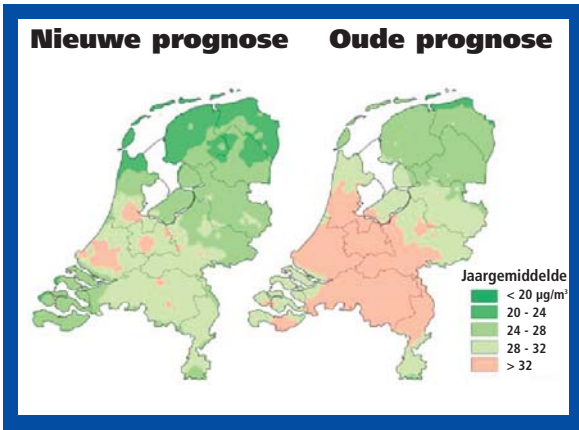 Nieuwe prognose
Oude prognose
Jaargemiddelde
< 20 µg/m³
20 - 24
24 - 28
28 - 32
> 32